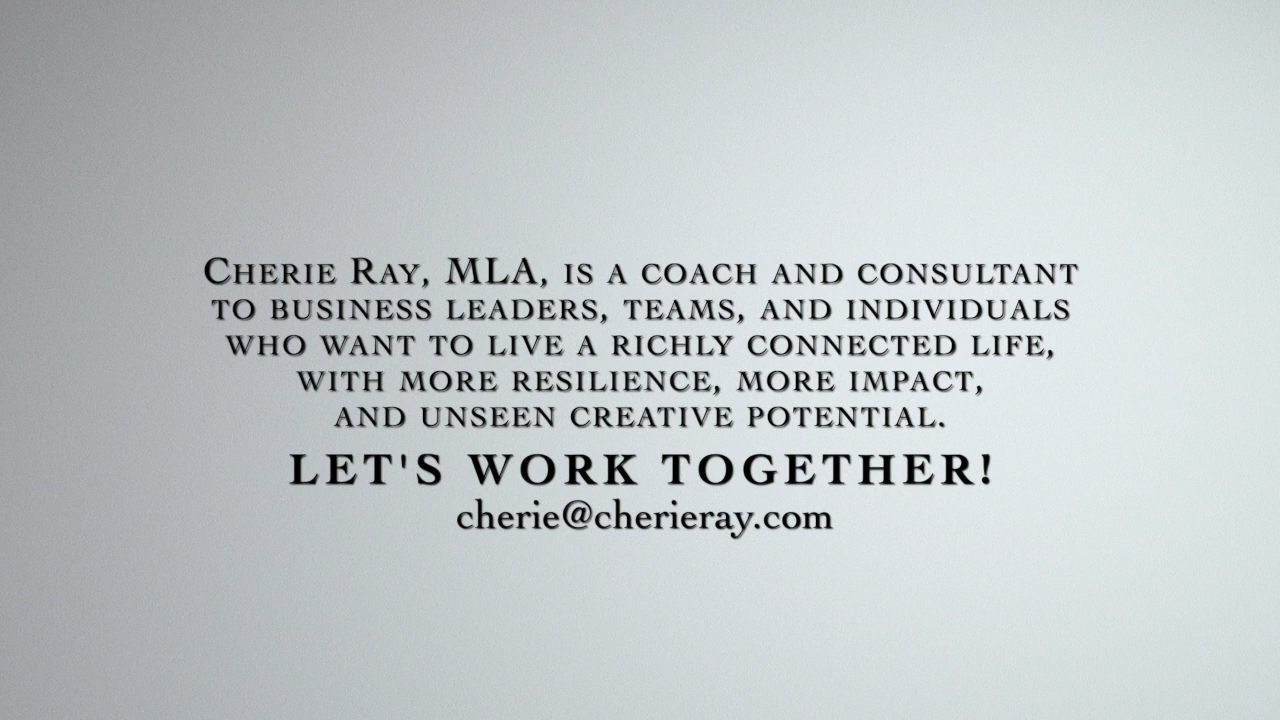 Cherie Ray, MLA, is a coach and consultant
to business leaders, teams, and individuals
who want to live a richly connected life,
with more resilience, more impact,
and unseen creative potential.
LET'S WORK TOGETHER!
cherie@cherieray.com